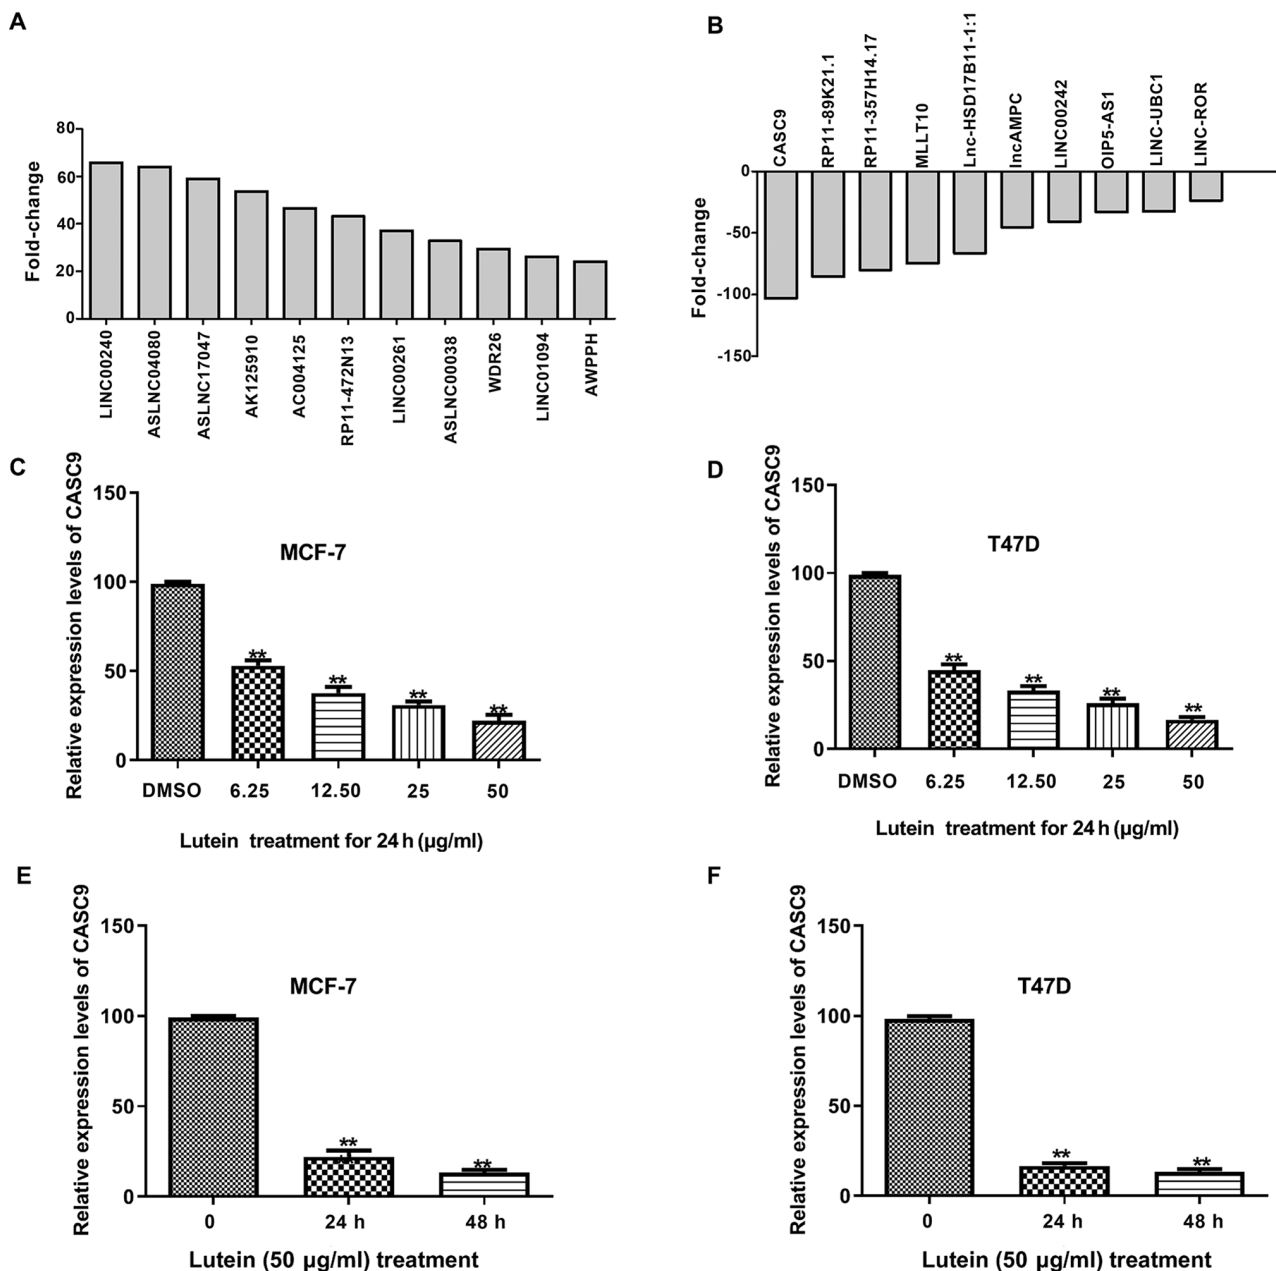 A
Fold-change
80
60
40
20
0
LINC00240
ASLNC04080
ASLNC17047
AK125910
AC004125
RP11-472N13
LINC00261
ASLNC00038
WDR26
LINC01094
AWPPH
B
CASC9
RP11-89K21.1
RP11-357H14.17
MLLT10
Lnc-HSD17B11-1:1
lncAMPC
LINC00242
OIP5-AS1
LINC-UBC1
LINC-ROR
Fold-change
0
-50
-100
-150
C
Relative expression levels of CASC9
150
100
50
0
MCF-7
**
**
**
**
DMSO 6.25 12.50 25 50
Lutein treatment for 24 h (µg/ml)
D
Relative expression levels of CASC9
150
100
50
0
T47D
**
**
**
**
DMSO 6.25 12.50 25 50
Lutein treatment for 24 h (µg/ml)
E
Relative expression levels of CASC9
150
100
50
0
MCF-7
**
**
0 24 h 48 h
Lutein (50 µg/ml) treatment
F
Relative expression levels of CASC9
150
100
50
0
T47D
**
**
0 24 h 48 h
Lutein (50 µg/ml) treatment